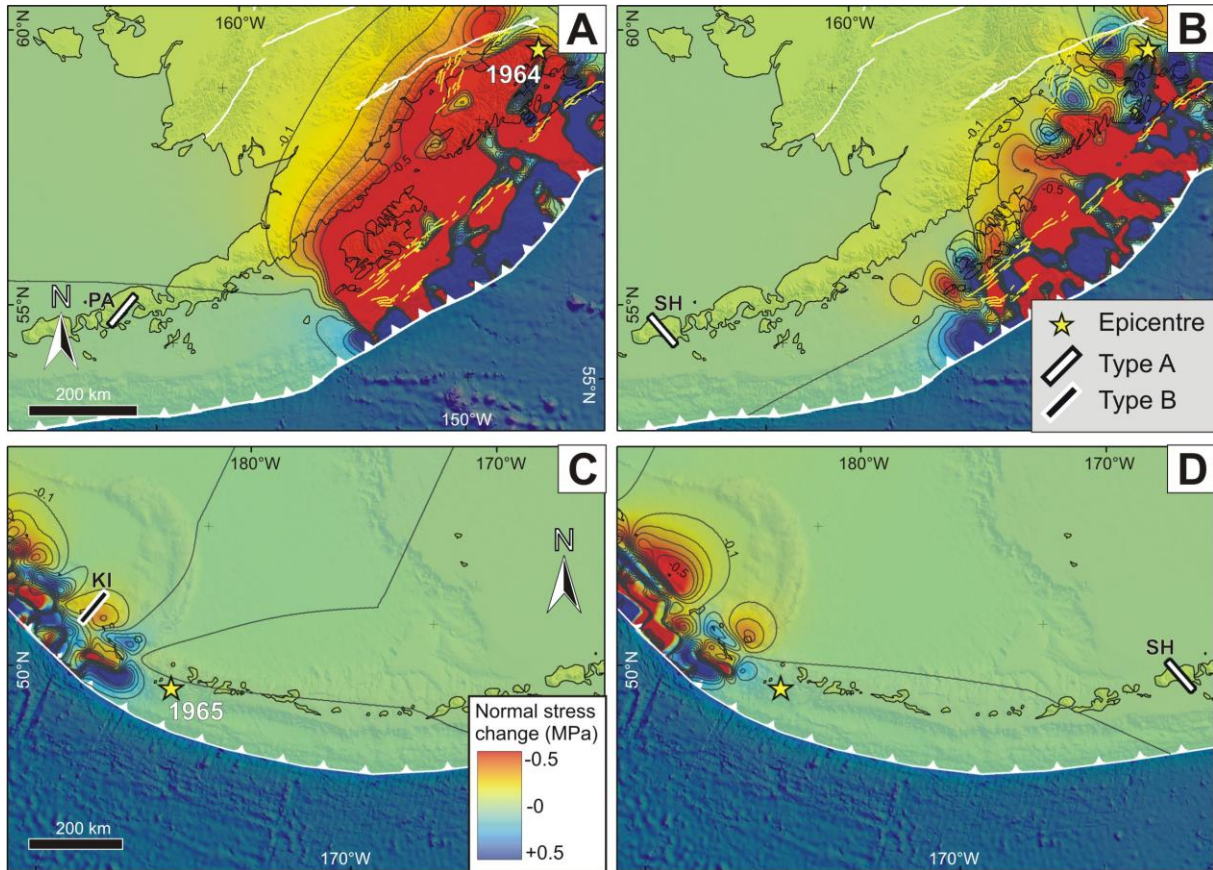 160°W
60°N
A
1964
-0.1
-0.5
55°N
PA
N
200 km
150°W
55°N
160°W
60°N
B
-0.1
-0.5
55°N
SH
Epicentre
Type A
Type B
180°W
170°W
C
-0.1
KI
N
50°N
1965
Normal stress
change (MPa)
-0.5
-0
+0.5
200 km
170°W
180°W
170°W
D
-0.1
-0.5
SH
50°N
170°W